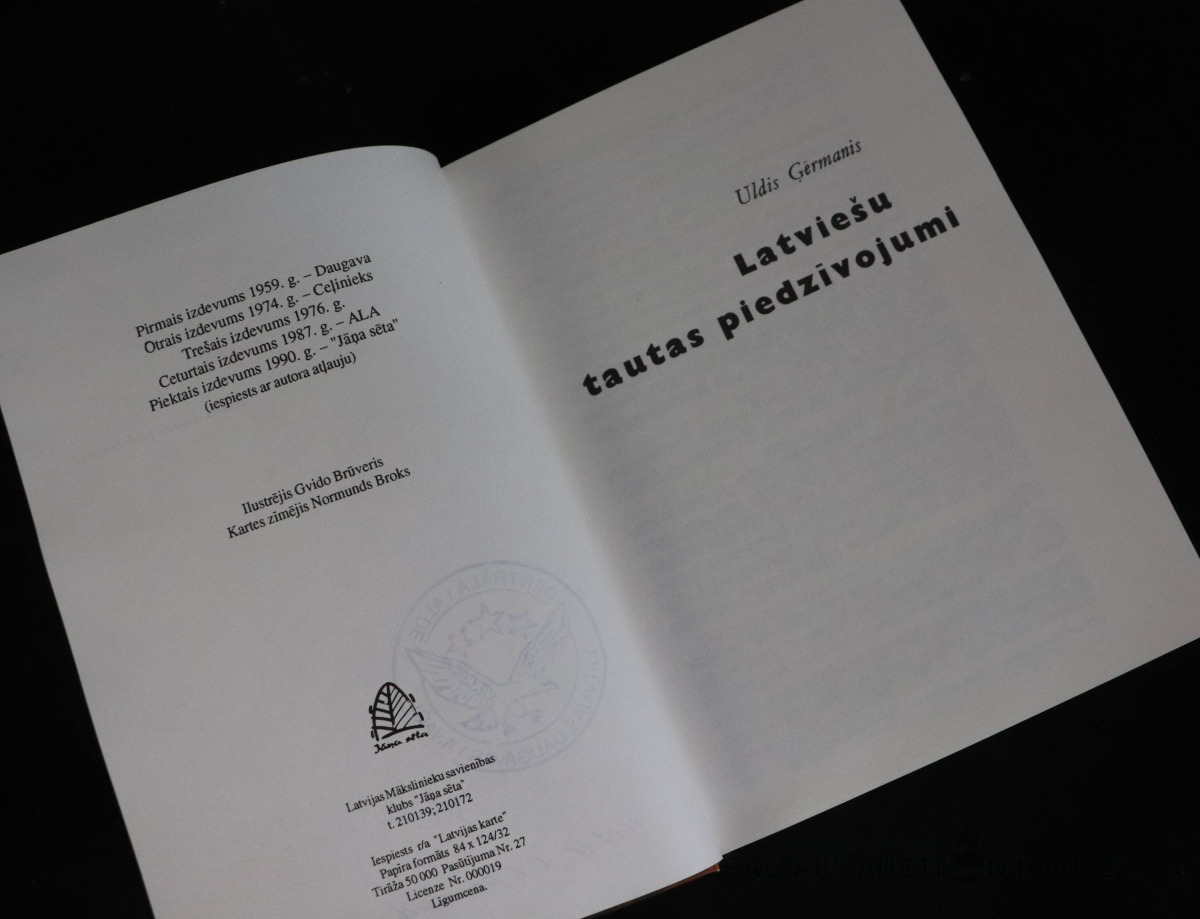 Pirmais izdevums 1959. g. – Daugava
Otrais izdevums 1974. g. – Ceļinieks
Trešais izdevums 1976. g.
Ceturtais izdevums 1987. g. – ALA
Piektais izdevums 1990. g. – "Jāņa sēta"
(iespiests ar autora atļauju)
Ilustrējis Gvido Brūveris
Kartes zīmējis Normunds Broks
Jāņa sēta
Latvijas Mākslinieku savienības
klubs "Jāņa sēta"
t. 210139; 210172
Iespiests r/a "Latvijas karte"
Papīra formāts 84 x 124/32
Tirāža 50 000 Pasūtījuma Nr. 27
Licenze Nr. 000019
Līgumcena.
Uldis Ģērmanis
Latviešu
tautas piedzīvojumi